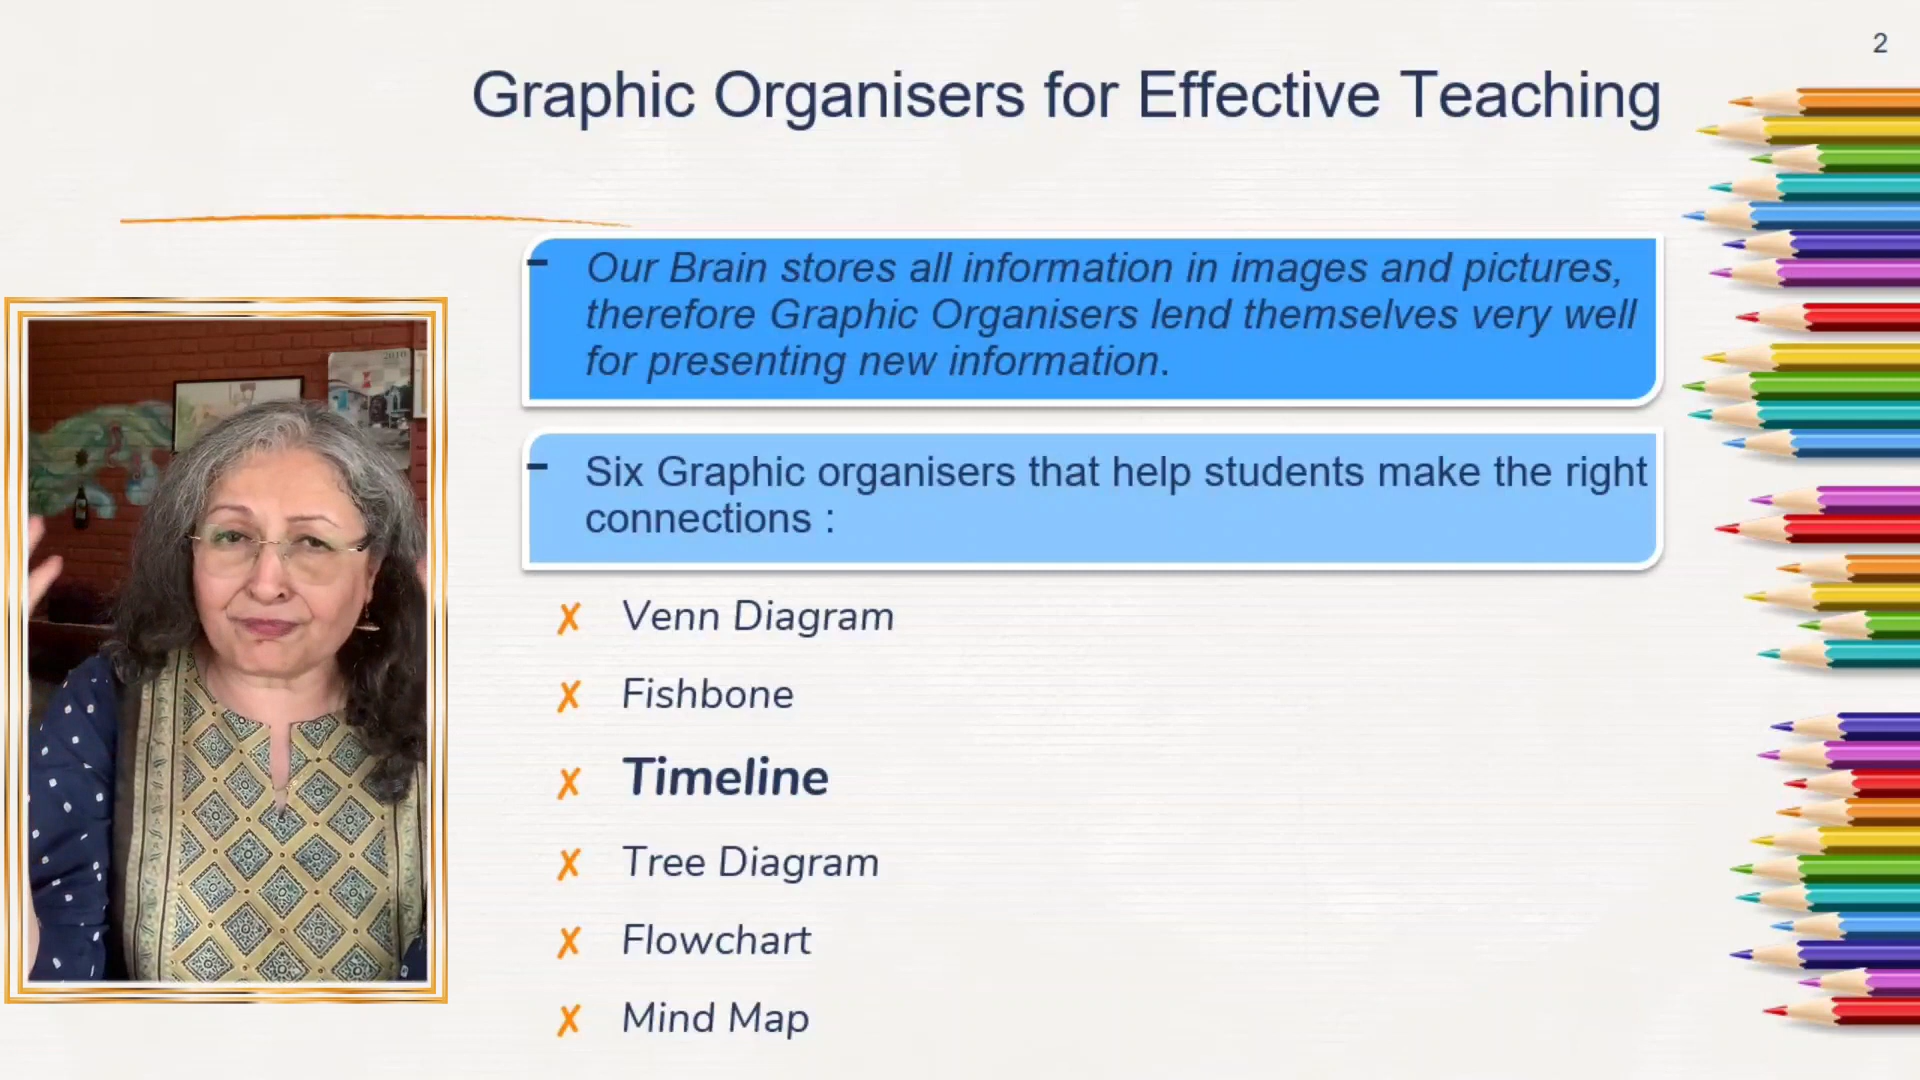 2
Graphic Organisers for Effective Teaching
- Our Brain stores all information in images and pictures,
therefore Graphic Organisers lend themselves very well
for presenting new information.
- Six Graphic organisers that help students make the right
connections :
✗ Venn Diagram
✗ Fishbone
✗ Timeline
✗ Tree Diagram
✗ Flowchart
✗ Mind Map
2010